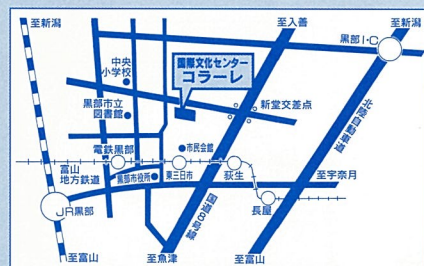 至新潟
至入善
至新潟
黒部I・C
中央
小学校
国際文化センター
コラーレ
黒部市立
図書館
新堂交差点
北陸自動車道
電鉄黒部
市民会館
富山
地方鉄道
黒部市役所
東三日市
荻生
至宇奈月
国道8号線
長屋
JR黒部
至富山
至魚津
至富山